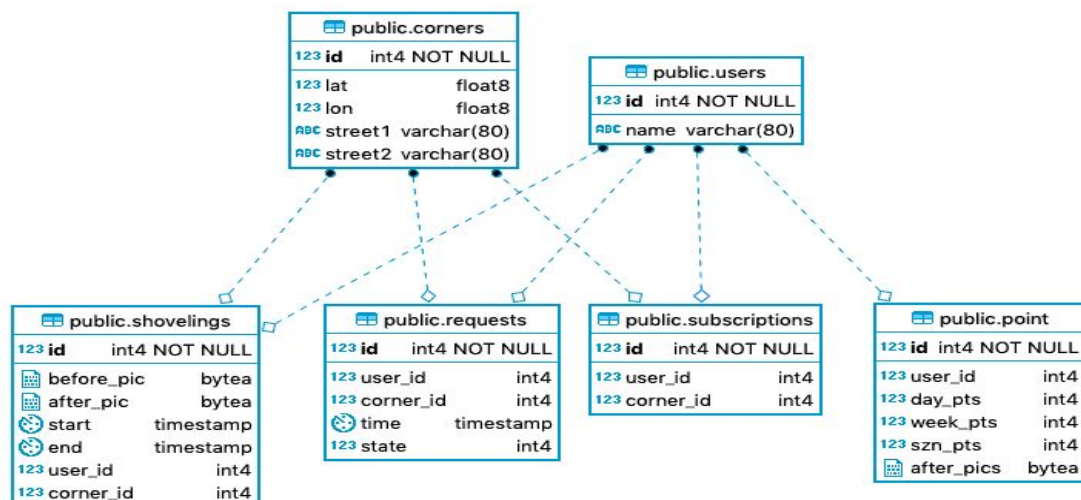 public.corners
123 id int4 NOT NULL
123 lat float8
123 lon float8
ABC street1 varchar(80)
ABC street2 varchar(80)
public.users
123 id int4 NOT NULL
ABC name varchar(80)
public.shovelings
123 id int4 NOT NULL
before_pic bytea
after_pic bytea
start timestamp
end timestamp
123 user_id int4
123 corner_id int4
public.requests
123 id int4 NOT NULL
123 user_id int4
123 corner_id int4
time timestamp
123 state int4
public.subscriptions
123 id int4 NOT NULL
123 user_id int4
123 corner_id int4
public.point
123 id int4 NOT NULL
123 user_id int4
123 day_pts int4
123 week_pts int4
123 szn_pts int4
after_pics bytea